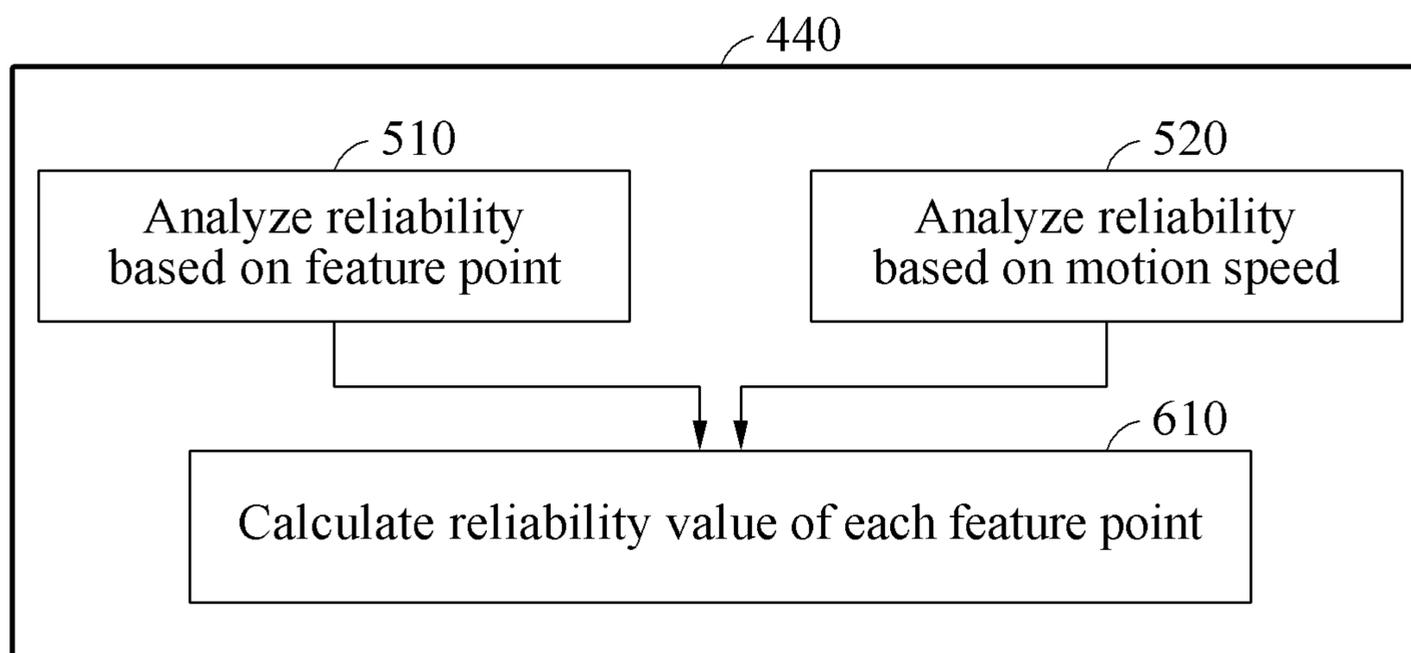 440
510
520
Analyze reliability
based on feature point
Analyze reliability
based on motion speed
610
Calculate reliability value of each feature point